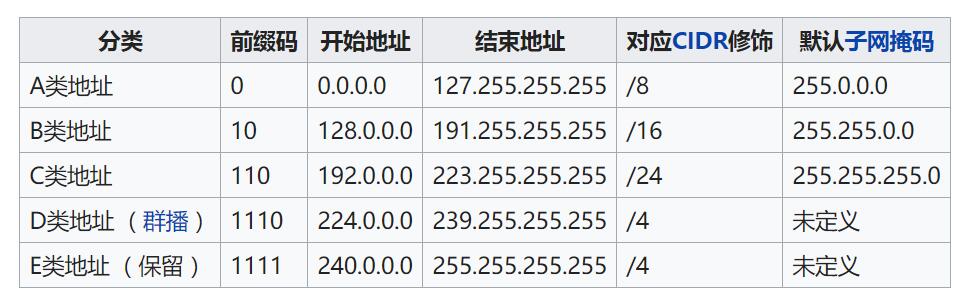 分类 前缀码 开始地址 结束地址 对应CIDR修饰 默认子网掩码
A类地址 0 0.0.0.0 127.255.255.255 /8 255.0.0.0
B类地址 10 128.0.0.0 191.255.255.255 /16 255.255.0.0
C类地址 110 192.0.0.0 223.255.255.255 /24 255.255.255.0
D类地址（群播） 1110 224.0.0.0 239.255.255.255 /4 未定义
E类地址（保留） 1111 240.0.0.0 255.255.255.255 /4 未定义